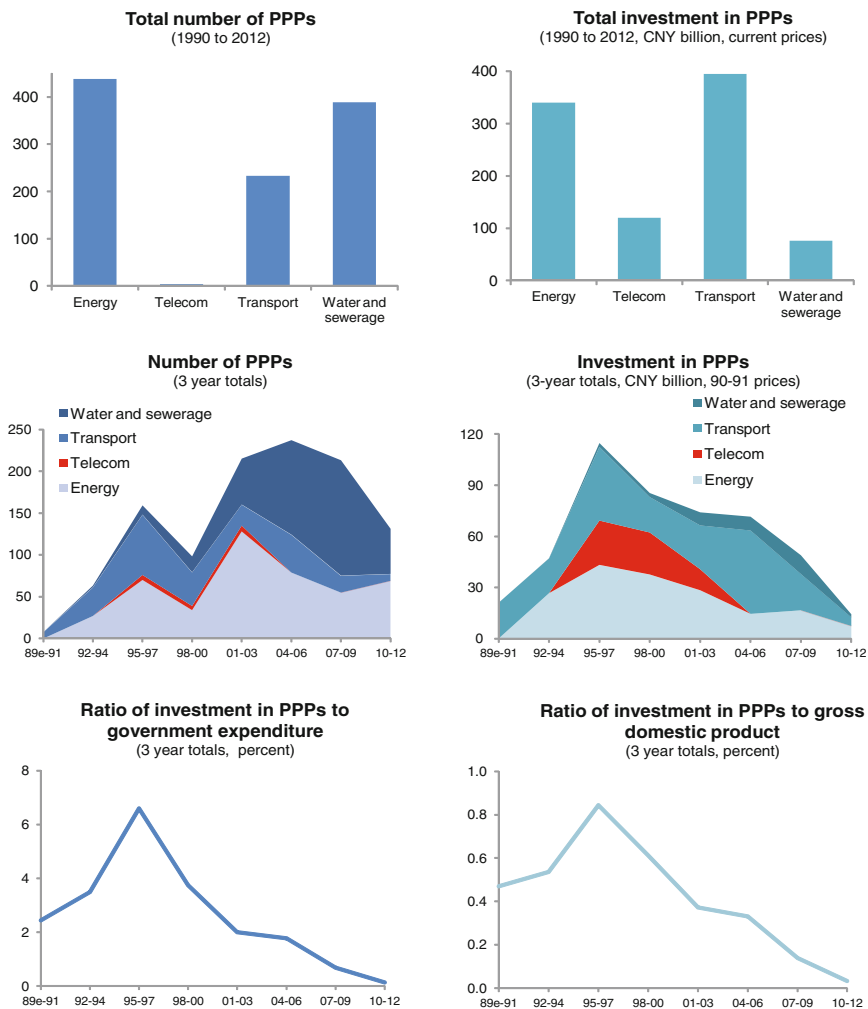 Total number of PPPs
(1990 to 2012)
400
300
200
100
0
Energy
Telecom
Transport
Water and
sewerage
Total investment in PPPs
(1990 to 2012, CNY billion, current prices)
400
300
200
100
0
Energy
Telecom
Transport
Water and
sewerage
Number of PPPs
(3 year totals)
Water and sewerage
Transport
Telecom
Energy
250
200
150
100
50
0
89e-91 92-94 95-97 98-00 01-03 04-06 07-09 10-12
Investment in PPPs
(3-year totals, CNY billion, 90-91 prices)
Water and sewerage
Transport
Telecom
Energy
120
90
60
30
0
89e-91 92-94 95-97 98-00 01-03 04-06 07-09 10-12
Ratio of investment in PPPs to
government expenditure
(3 year totals, percent)
8
6
4
2
0
89e-91 92-94 95-97 98-00 01-03 04-06 07-09 10-12
Ratio of investment in PPPs to gross
domestic product
(3 year totals, percent)
1.0
0.8
0.6
0.4
0.2
0.0
89e-91 92-94 95-97 98-00 01-03 04-06 07-09 10-12